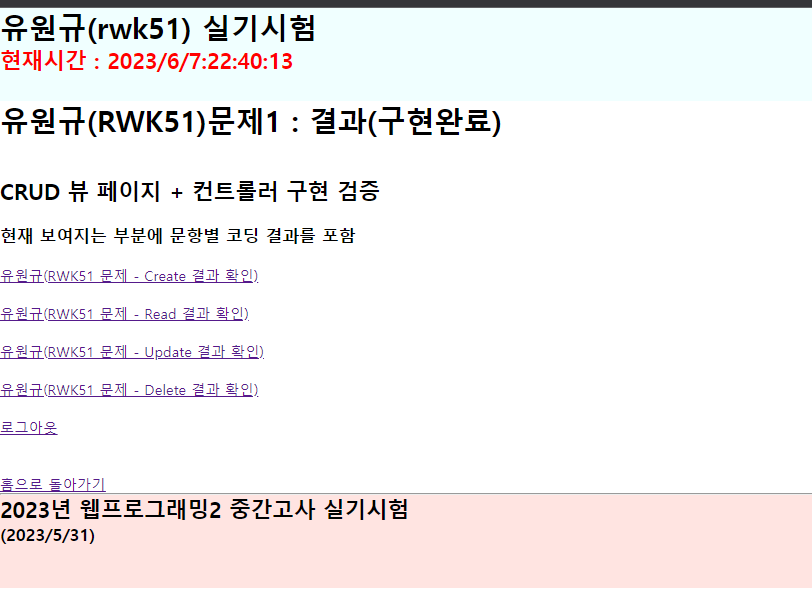 유원규(rwk51) 실기시험
현재시간 : 2023/6/7:22:40:13
유원규(RWK51)문제1 : 결과(구현완료)
CRUD 뷰 페이지 + 컨트롤러 구현 검증
현재 보여지는 부분에 문항별 코딩 결과를 포함
유원규(RWK51 문제 - Create 결과 확인)
유원규(RWK51 문제 - Read 결과 확인)
유원규(RWK51 문제 - Update 결과 확인)
유원규(RWK51 문제 - Delete 결과 확인)
로그아웃
홈으로 돌아가기
2023년 웹프로그래밍2 중간고사 실기시험
(2023/5/31)